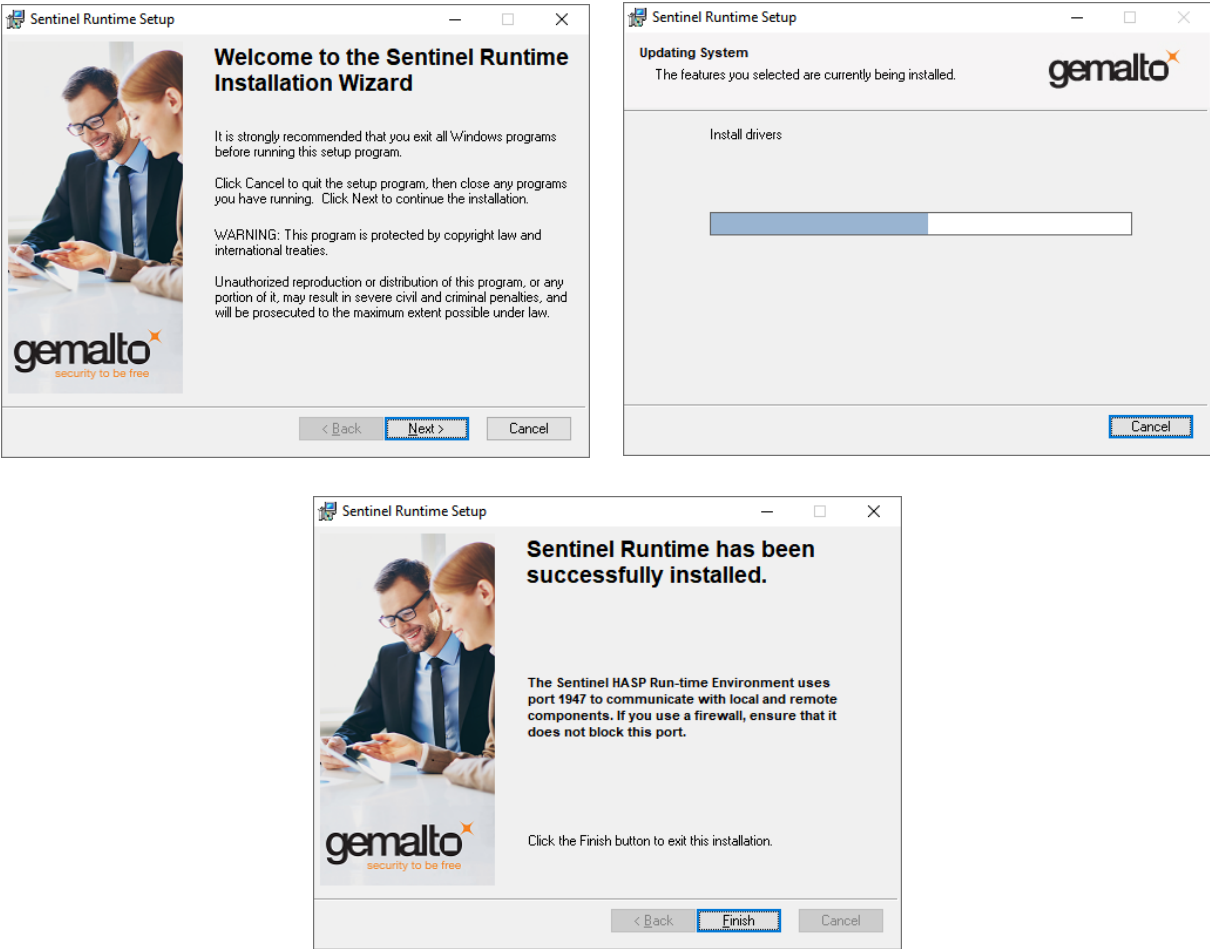 Sentinel Runtime Setup
Welcome to the Sentinel Runtime
Installation Wizard
It is strongly recommended that you exit all Windows programs
before running this setup program.
Click Cancel to quit the setup program, then close any programs
you have running.  Click Next to continue the installation.
WARNING: This program is protected by copyright law and
international treaties.
Unauthorized reproduction or distribution of this program, or any
portion of it, may result in severe civil and criminal penalties, and
will be prosecuted to the maximum extent possible under law.
gemalto
security to be free
< Back
Next >
Cancel
Sentinel Runtime Setup
Updating System
The features you selected are currently being installed.
gemalto
Install drivers
Cancel
Sentinel Runtime Setup
Sentinel Runtime has been
successfully installed.
The Sentinel HASP Run-time Environment uses
port 1947 to communicate with local and remote
components. If you use a firewall, ensure that it
does not block this port.
gemalto
security to be free
Click the Finish button to exit this installation.
< Back
Finish
Cancel